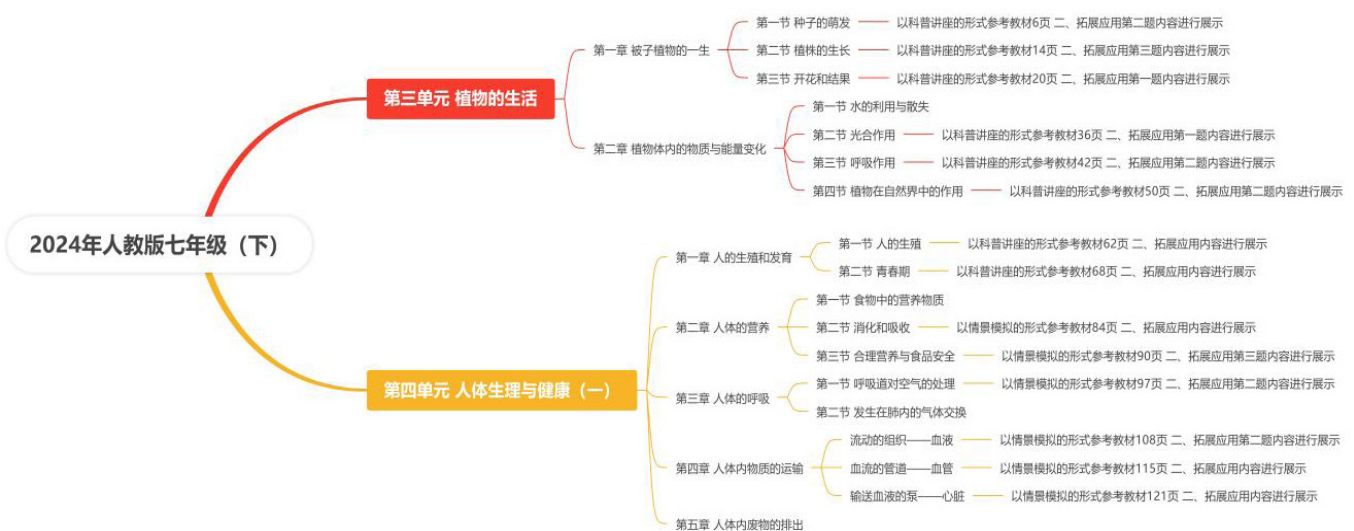 2024年人教版七年级（下）
第三单元 植物的生活
第一章 被子植物的一生
第一节 种子的萌发
以科普讲座的形式参考教材6页 二、拓展应用第二题内容进行展示
第二节 植株的生长
以科普讲座的形式参考教材14页 二、拓展应用第三题内容进行展示
第三节 开花和结果
以科普讲座的形式参考教材20页 二、拓展应用第一题内容进行展示
第二章 植物体内的物质与能量变化
第一节 水的利用与散失
第二节 光合作用
以科普讲座的形式参考教材36页 二、拓展应用第一题内容进行展示
第三节 呼吸作用
以科普讲座的形式参考教材42页 二、拓展应用第二题内容进行展示
第四节 植物在自然界中的作用
以科普讲座的形式参考教材50页 二、拓展应用第二题内容进行展示
第四单元 人体生理与健康（一）
第一章 人的生殖和发育
第一节 人的生殖
以科普讲座的形式参考教材62页 二、拓展应用内容进行展示
第二节 青春期
以科普讲座的形式参考教材68页 二、拓展应用内容进行展示
第二章 人体的营养
第一节 食物中的营养物质
第二节 消化和吸收
以情景模拟的形式参考教材84页 二、拓展应用内容进行展示
第三节 合理营养与食品安全
以情景模拟的形式参考教材90页 二、拓展应用第三题内容进行展示
第三章 人体的呼吸
第一节 呼吸道对空气的处理
以情景模拟的形式参考教材97页 二、拓展应用第二题内容进行展示
第二节 发生在肺内的气体交换
第四章 人体内物质的运输
流动的组织——血液
以情景模拟的形式参考教材108页 二、拓展应用第二题内容进行展示
血流的管道——血管
以情景模拟的形式参考教材115页 二、拓展应用内容进行展示
输送血液的泵——心脏
以情景模拟的形式参考教材121页 二、拓展应用内容进行展示
第五章 人体内废物的排出